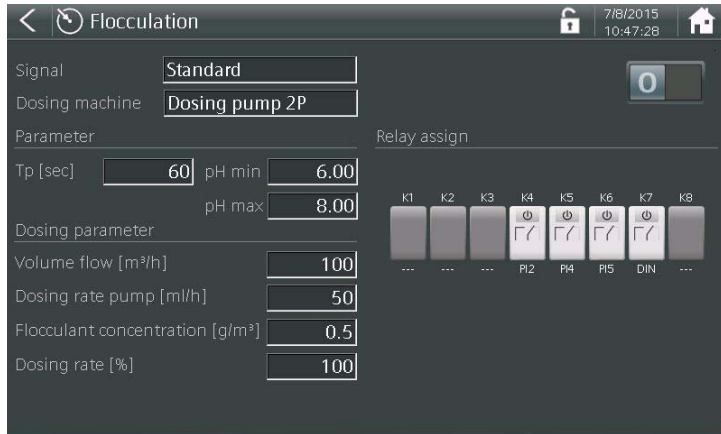 Flocculation
7/8/2015
10:47:28
Signal Standard
Dosing machine Dosing pump 2P
Parameter
Tp [sec] 60 pH min 6.00
pH max 8.00
Dosing parameter
Volume flow [m³/h] 100
Dosing rate pump [ml/h] 50
Flocculant concentration [g/m³] 0.5
Dosing rate [%] 100
0
Relay assign
K1 K2 K3 K4 K5 K6 K7 K8
--- --- --- PI2 PI4 PI5 DIN ---